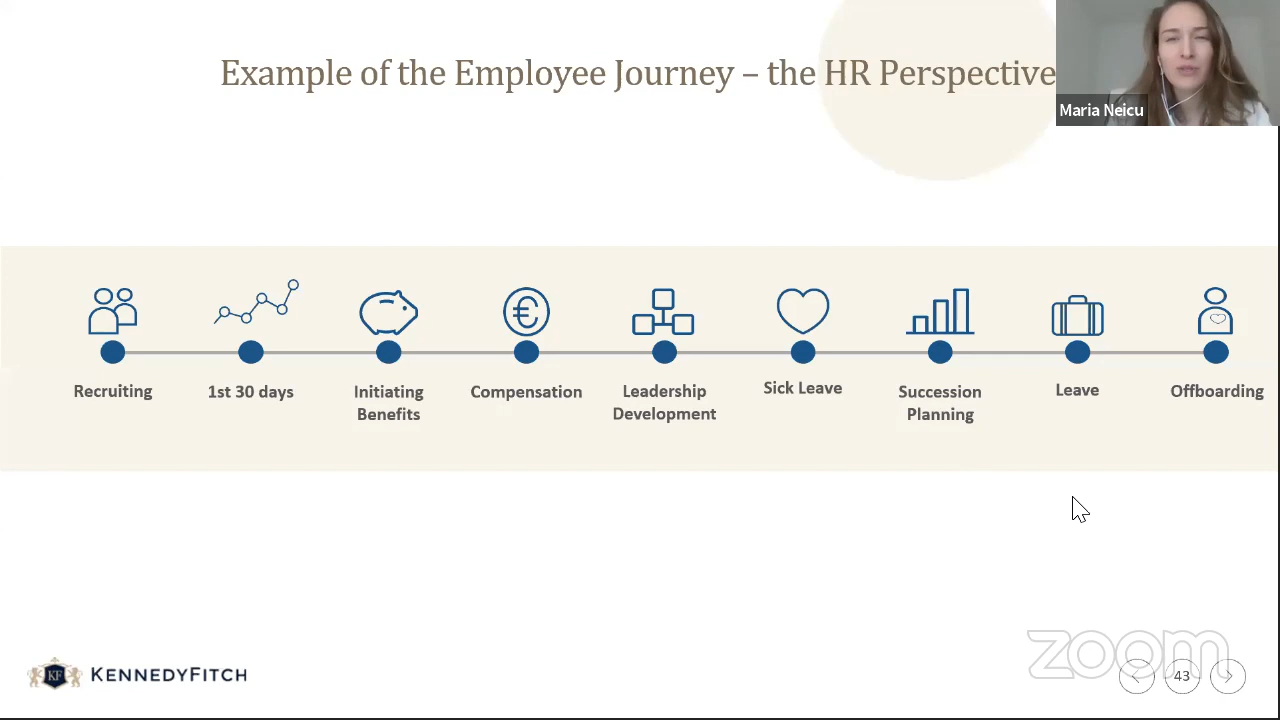 Example of the Employee Journey – the HR Perspective
Maria Neicu
€
Recruiting
1st 30 days
Initiating
Benefits
Compensation
Leadership
Development
Sick Leave
Succession
Planning
Leave
Offboarding
KF
KENNEDYFITCH
zoom
43